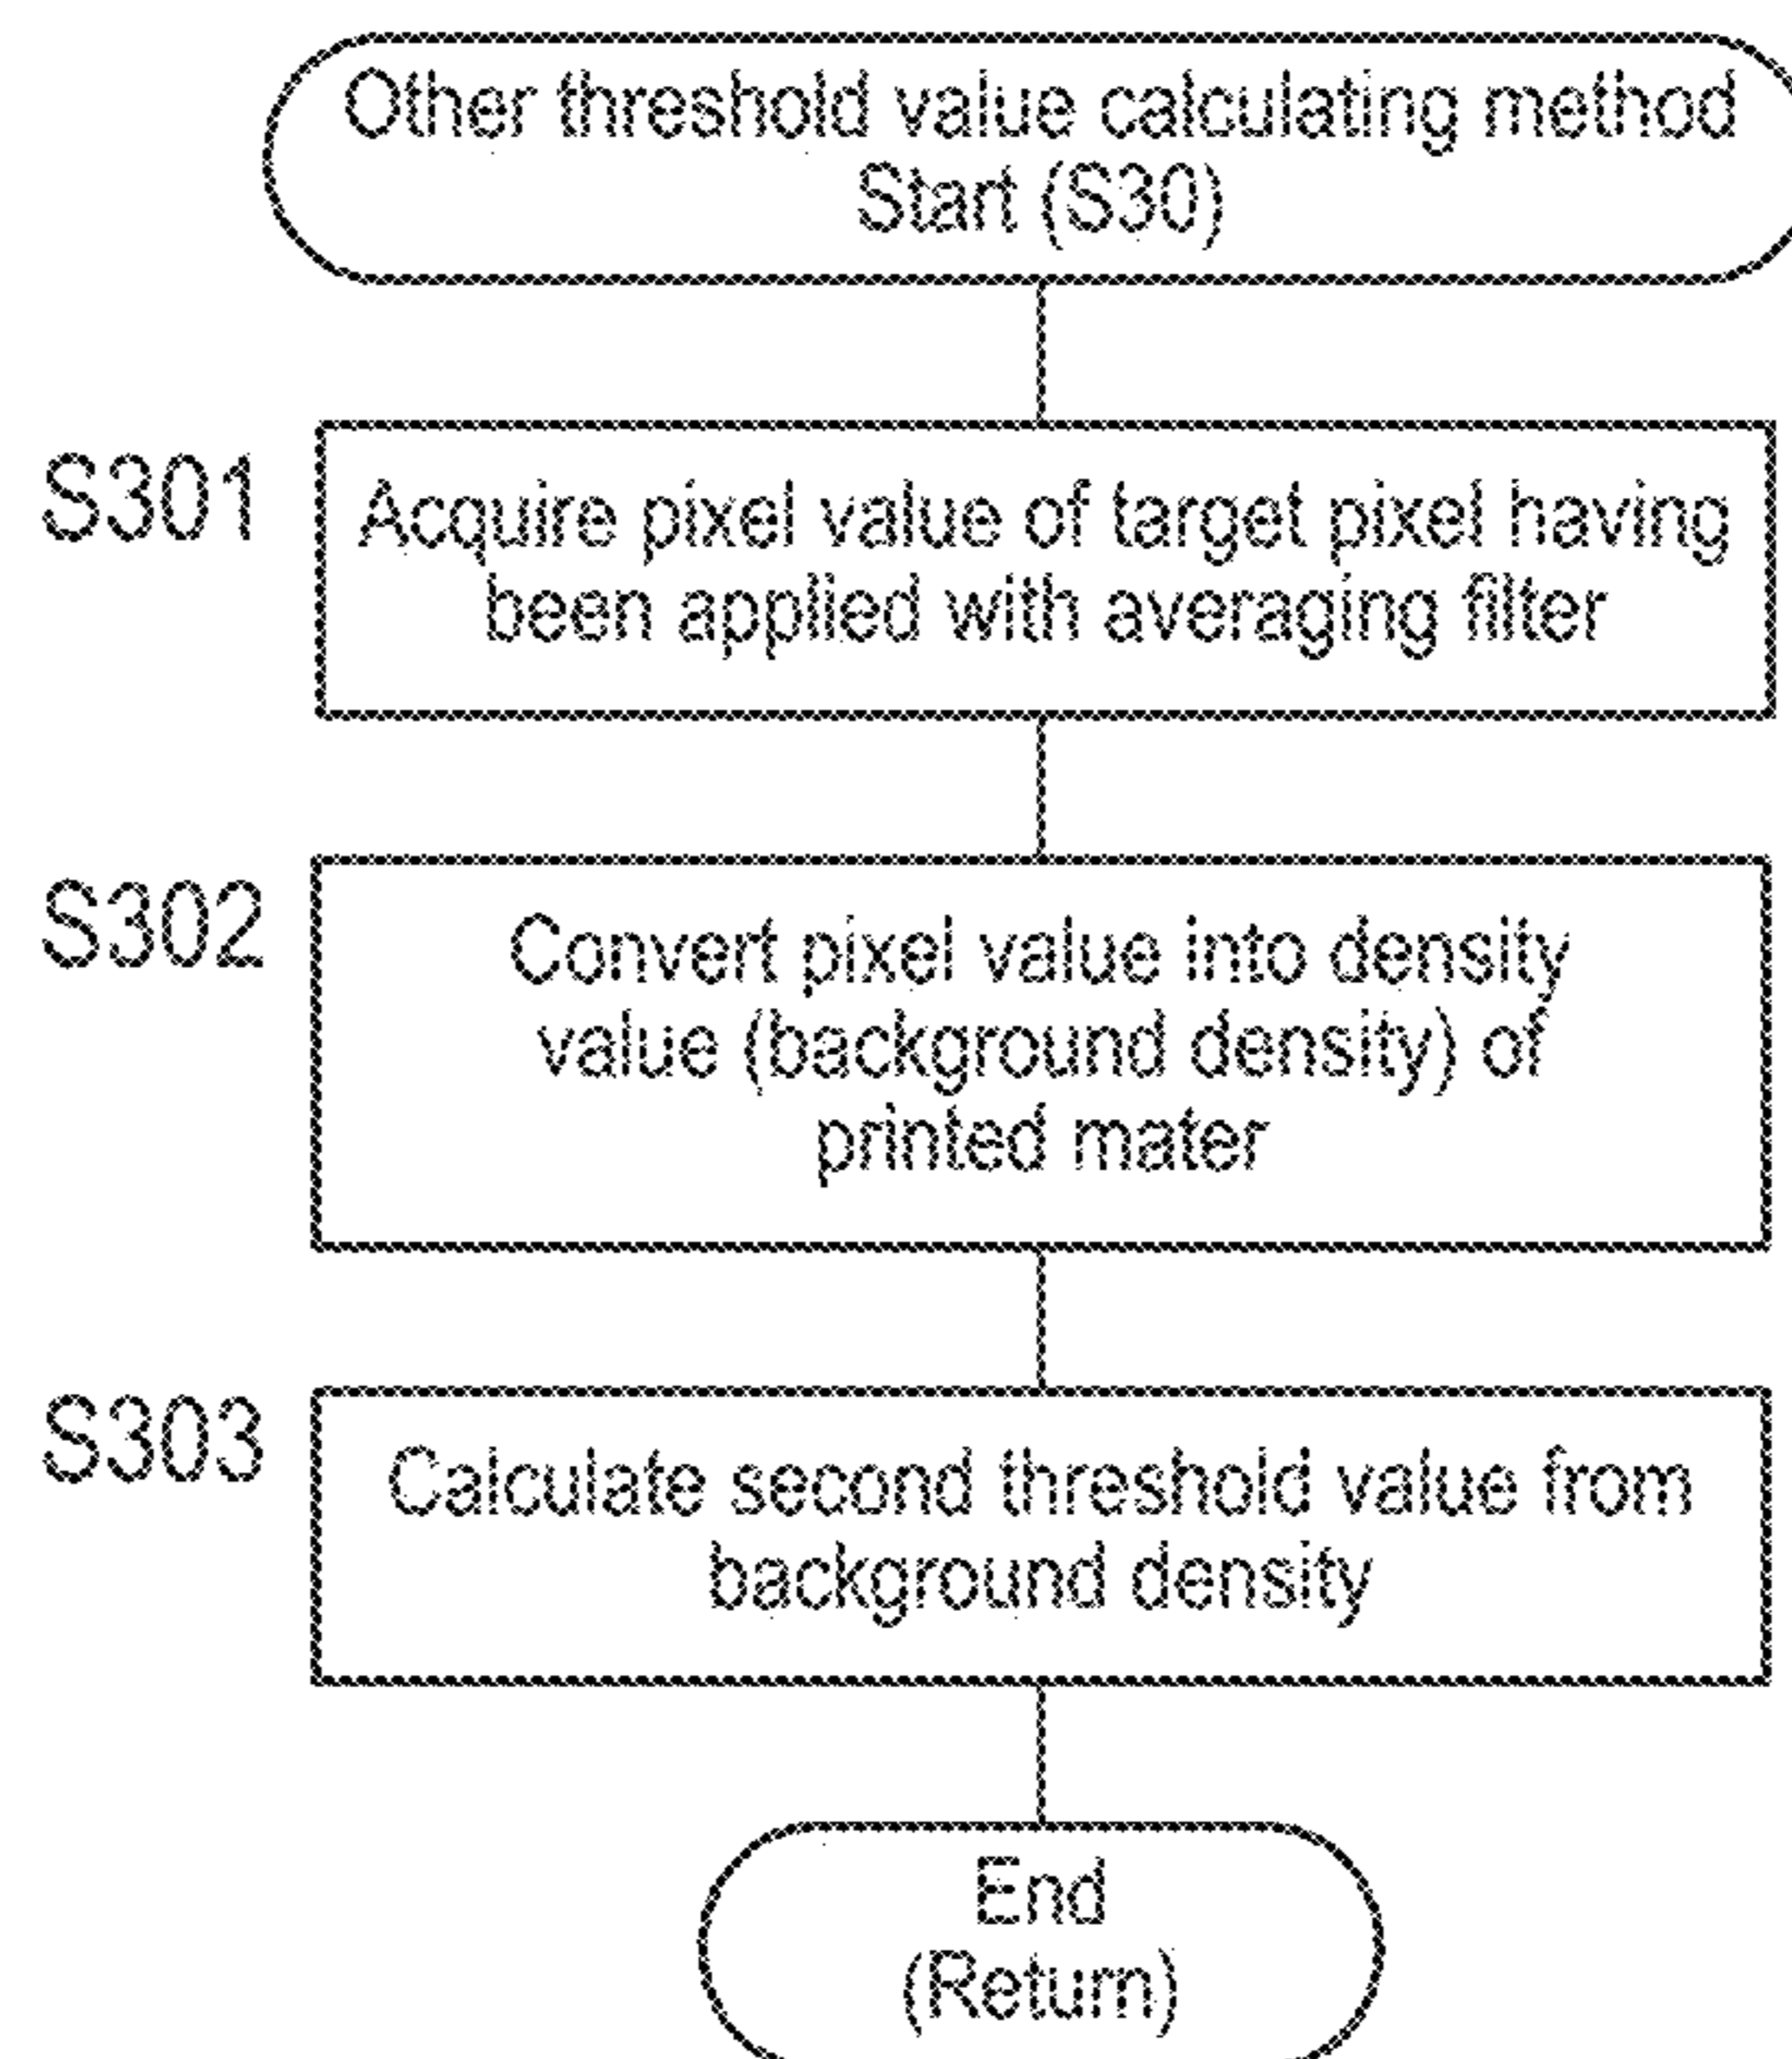 Other threshold value calculating method
Start (S30)
S301
Acquire pixel value of target pixel having
been applied with averaging filter
S302
Convert pixel value into density
value (background density) of
printed mater
S303
Calculate second threshold value from
background density
End
(Return)